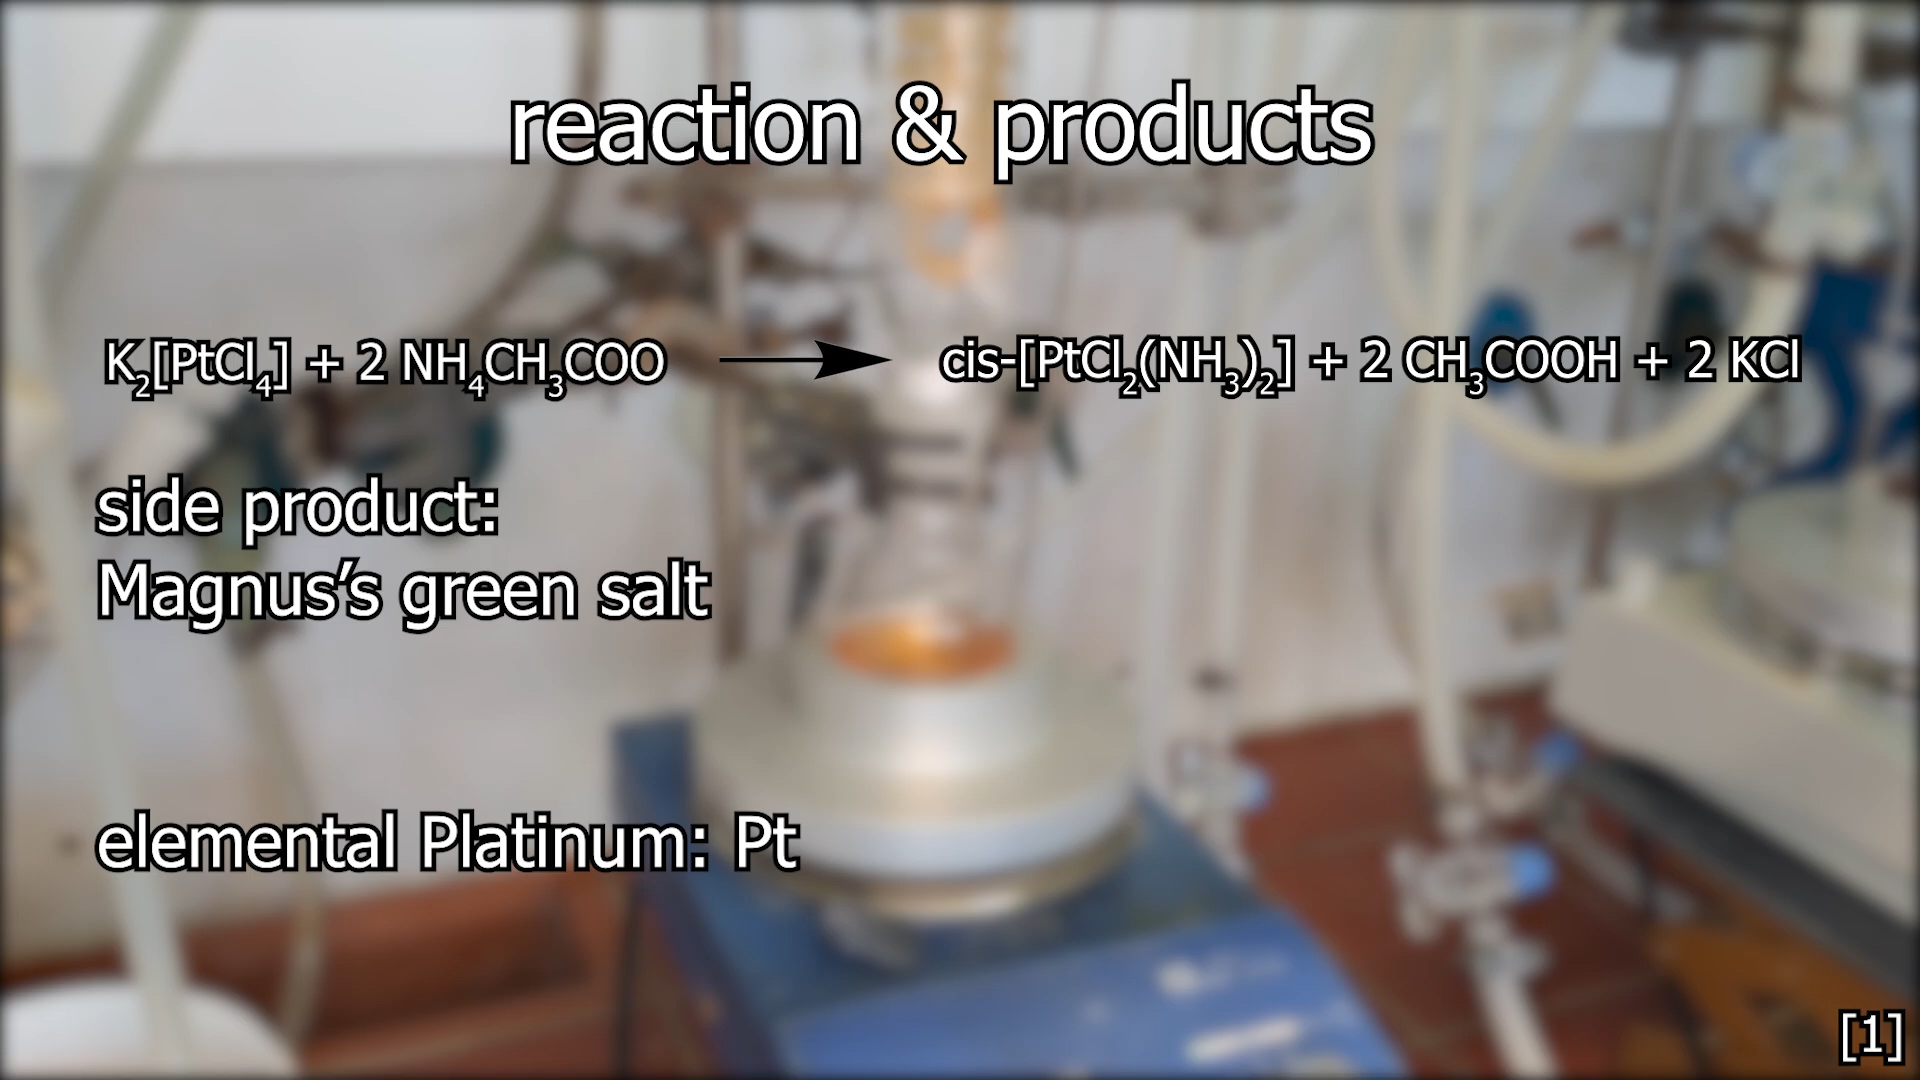 reaction & products
K₂[PtCl₄] + 2 NH₄CH₃COO → cis-[PtCl₂(NH₃)₂] + 2 CH₃COOH + 2 KCl
side product:
Magnus’s green salt
elemental Platinum: Pt
[1]